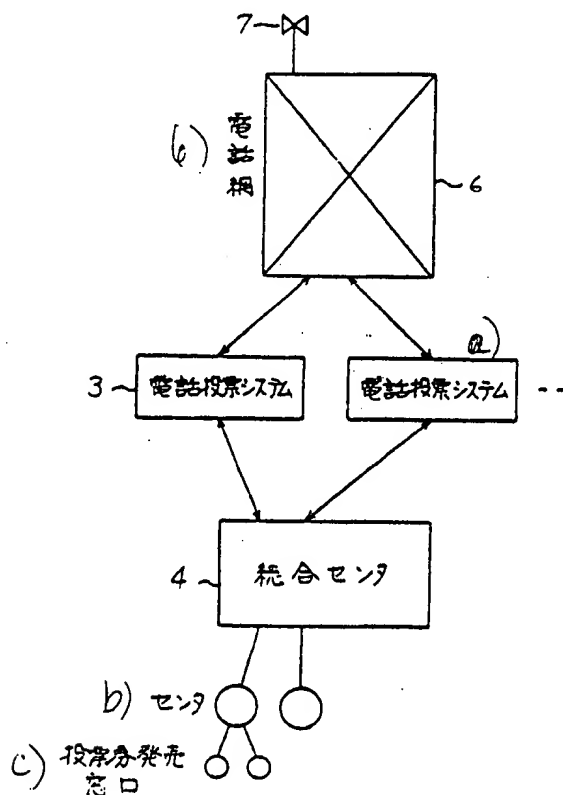 7
6) 電話網
6
a)
3 電話投票システム
電話投票システム
4 統合センタ
b) センタ
c) 投票券発売
窓口